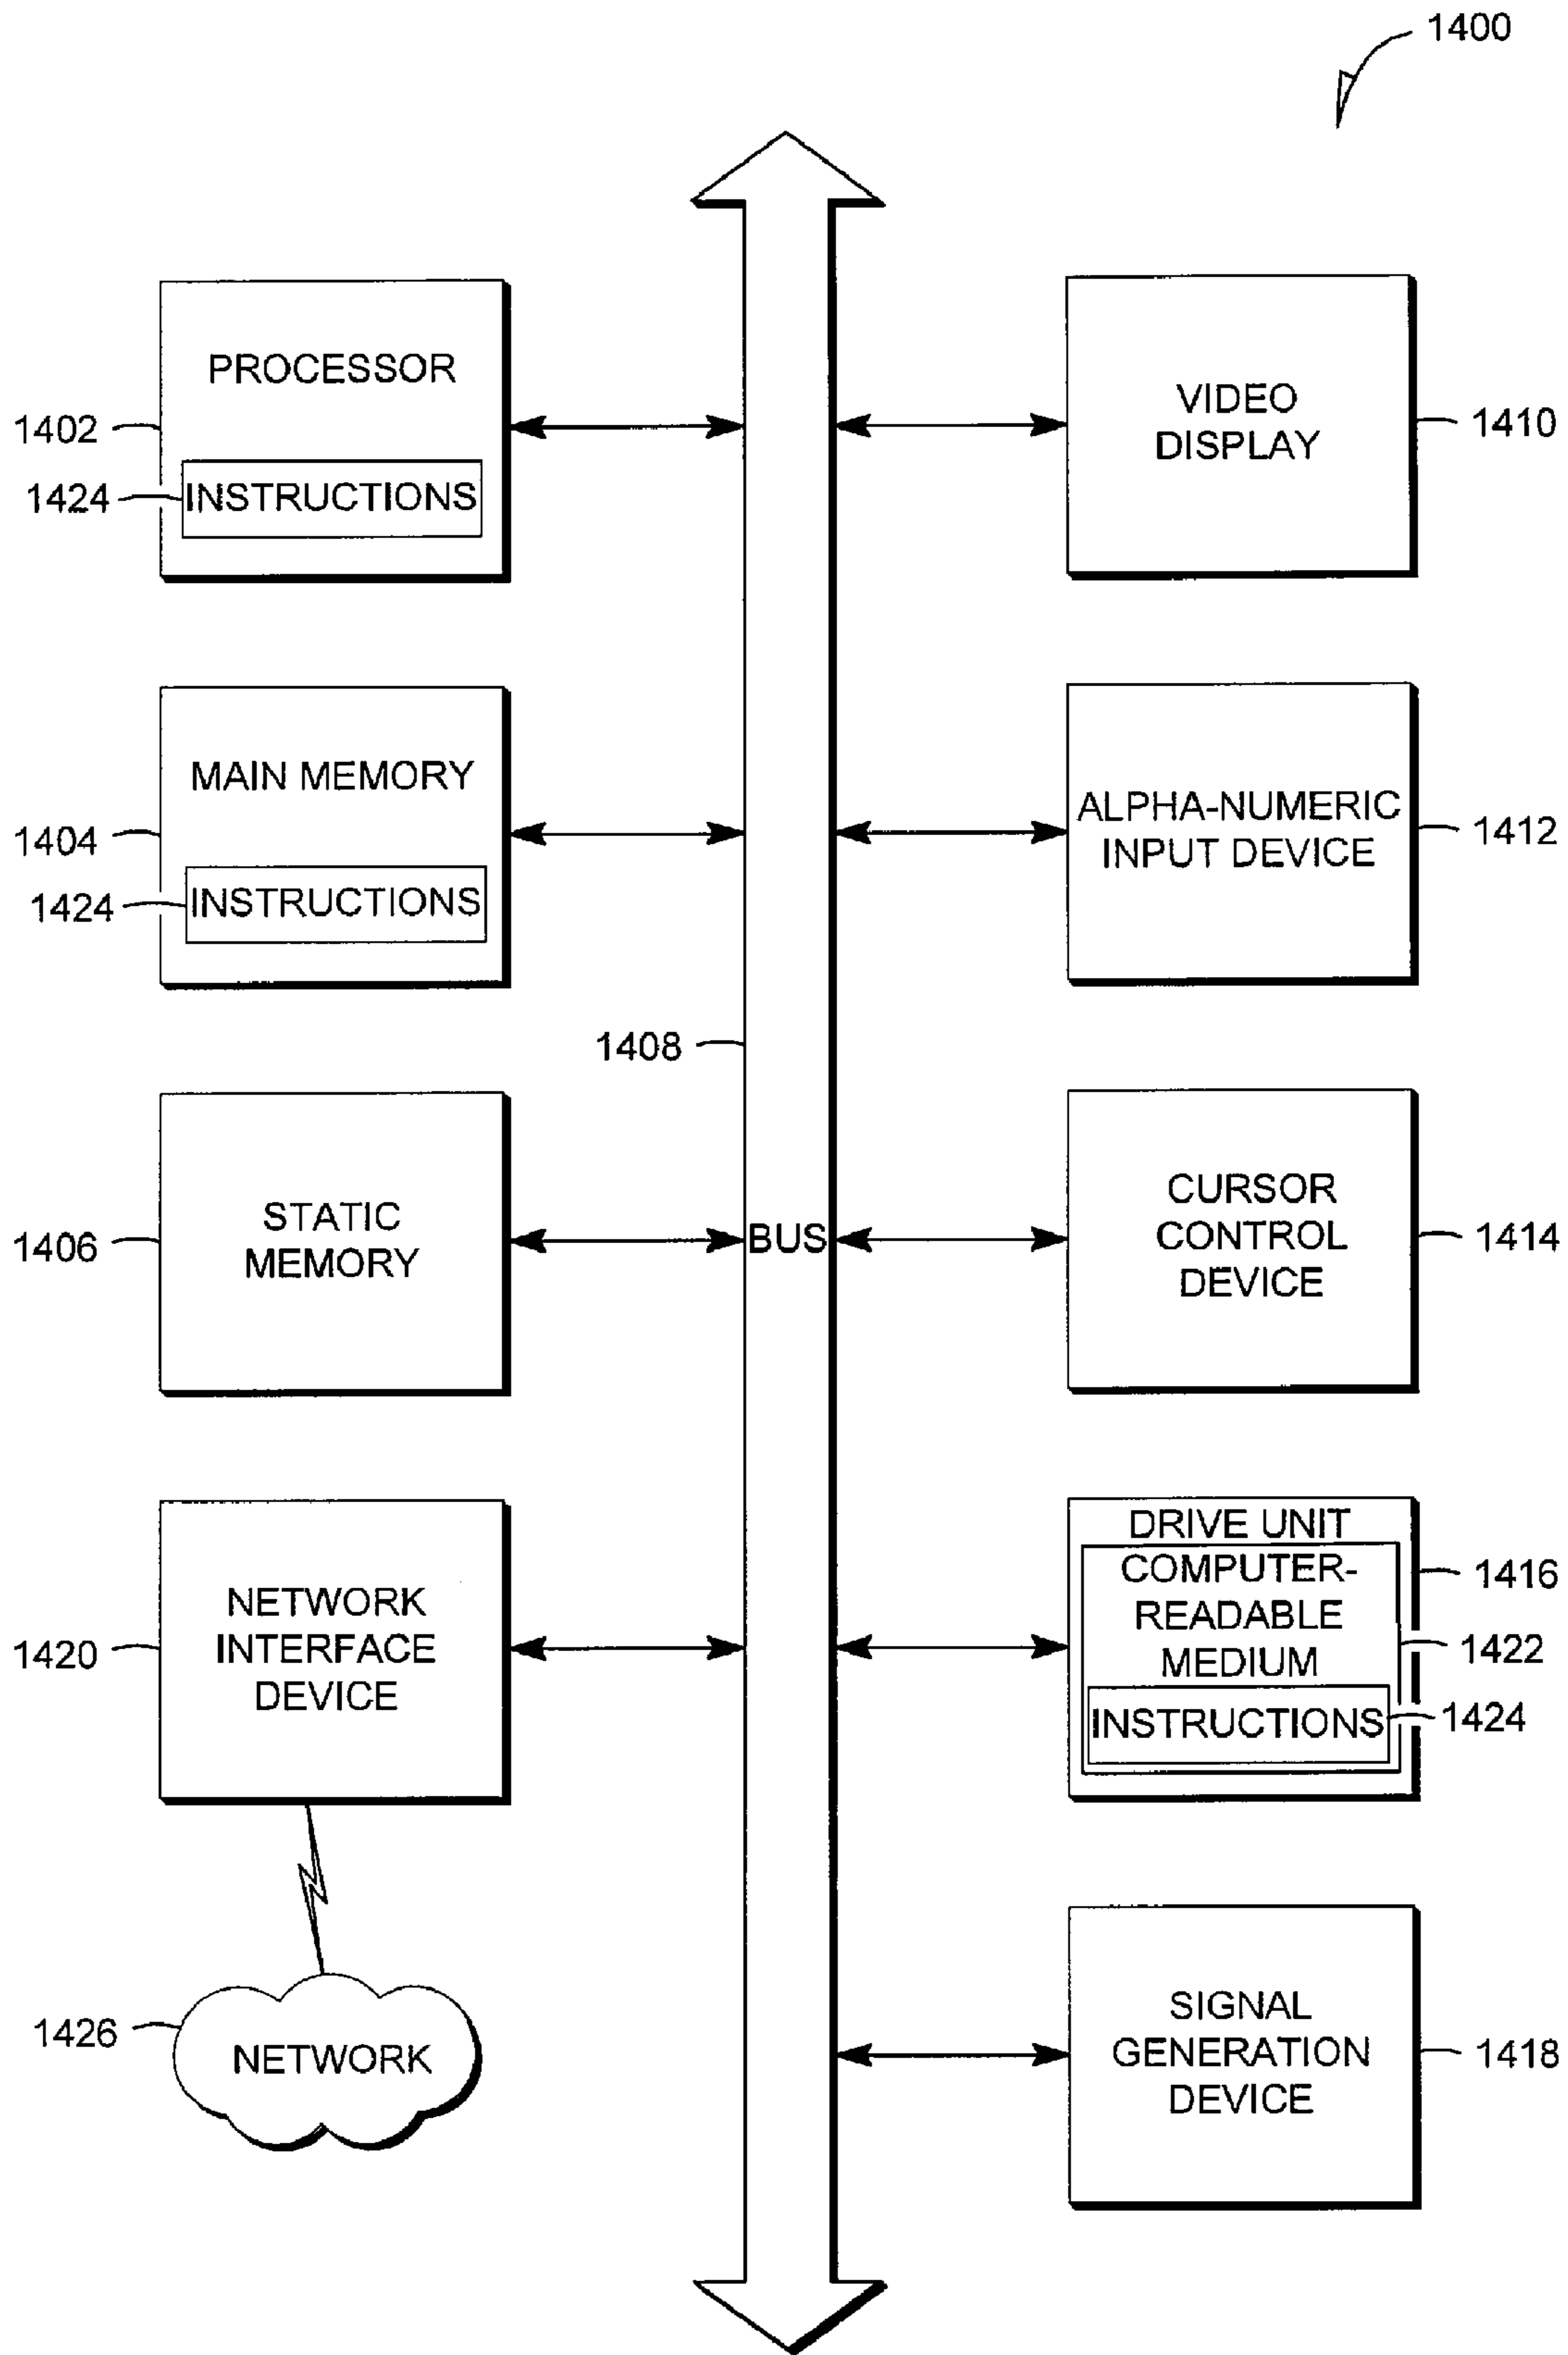 1400
PROCESSOR
1402
1424
INSTRUCTIONS
VIDEO
DISPLAY
1410
MAIN MEMORY
1404
1424
INSTRUCTIONS
ALPHA-NUMERIC
INPUT DEVICE
1412
1408
STATIC
MEMORY
1406
BUS
CURSOR
CONTROL
DEVICE
1414
NETWORK
INTERFACE
DEVICE
1420
DRIVE UNIT
COMPUTER-
READABLE
MEDIUM
1416
1422
INSTRUCTIONS
1424
1426
NETWORK
SIGNAL
GENERATION
DEVICE
1418